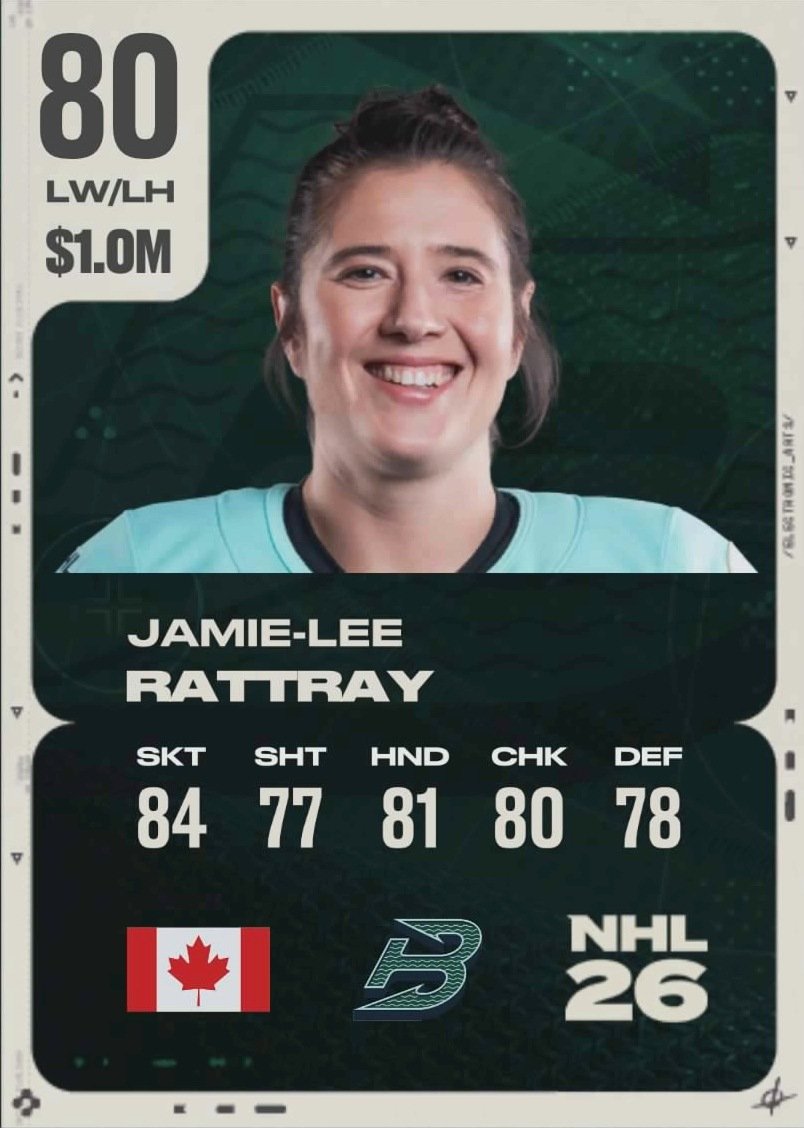 80
LW/LH
$1.0M
JAMIE-LEE
RATTRAY
SKT SHT HND CHK DEF
84 77 81 80 78
B
NHL
26
/ELECTRONIC_ARTS/